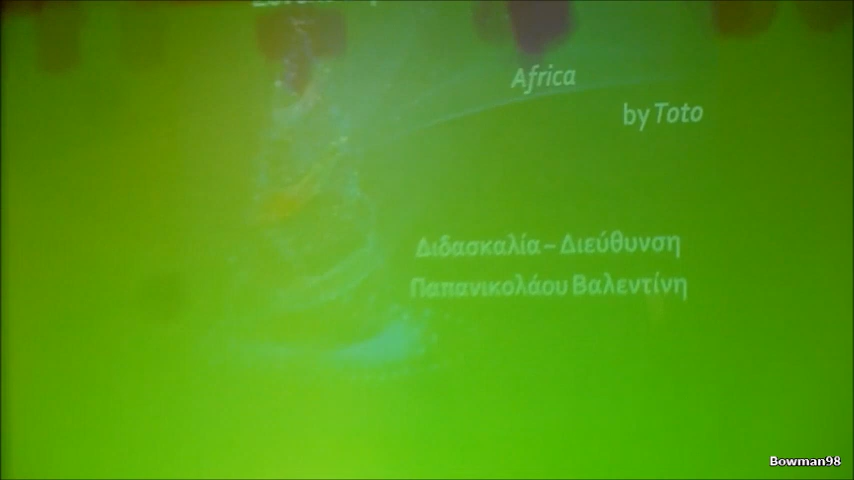 Africa
by Toto
Διδασκαλία – Διεύθυνση
Παπανικολάου Βαλεντίνη
Bowman98